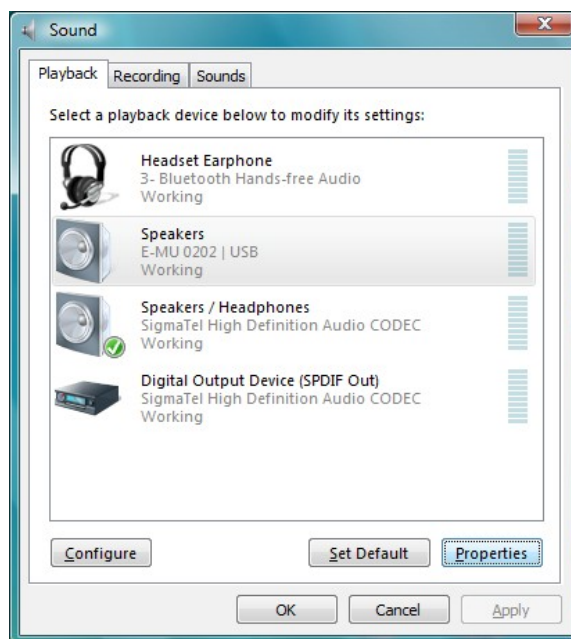 Sound
Playback Recording Sounds
Select a playback device below to modify its settings:
Headset Earphone
3- Bluetooth Hands-free Audio
Working
Speakers
E-MU 0202 | USB
Working
Speakers / Headphones
SigmaTel High Definition Audio CODEC
Working
Digital Output Device (SPDIF Out)
SigmaTel High Definition Audio CODEC
Working
Configure Set Default Properties
OK Cancel Apply